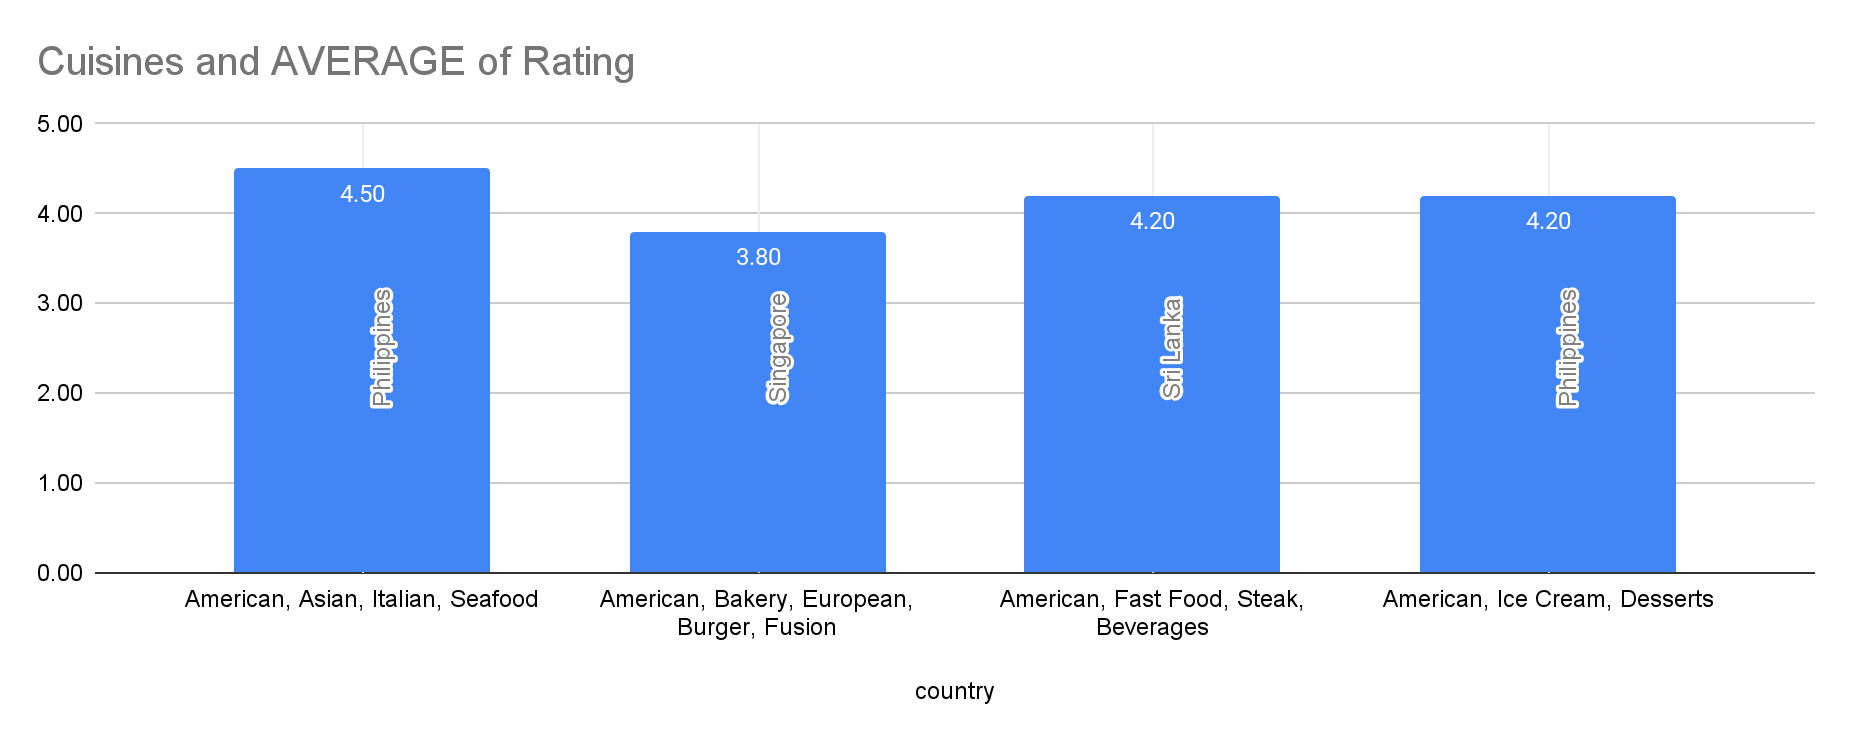 Cuisines and AVERAGE of Rating
5.00
4.00
3.00
2.00
1.00
0.00
4.50
3.80
4.20
4.20
Philippines
Singapore
Sri Lanka
Philippines
American, Asian, Italian, Seafood
American, Bakery, European,
Burger, Fusion
American, Fast Food, Steak,
Beverages
American, Ice Cream, Desserts
country